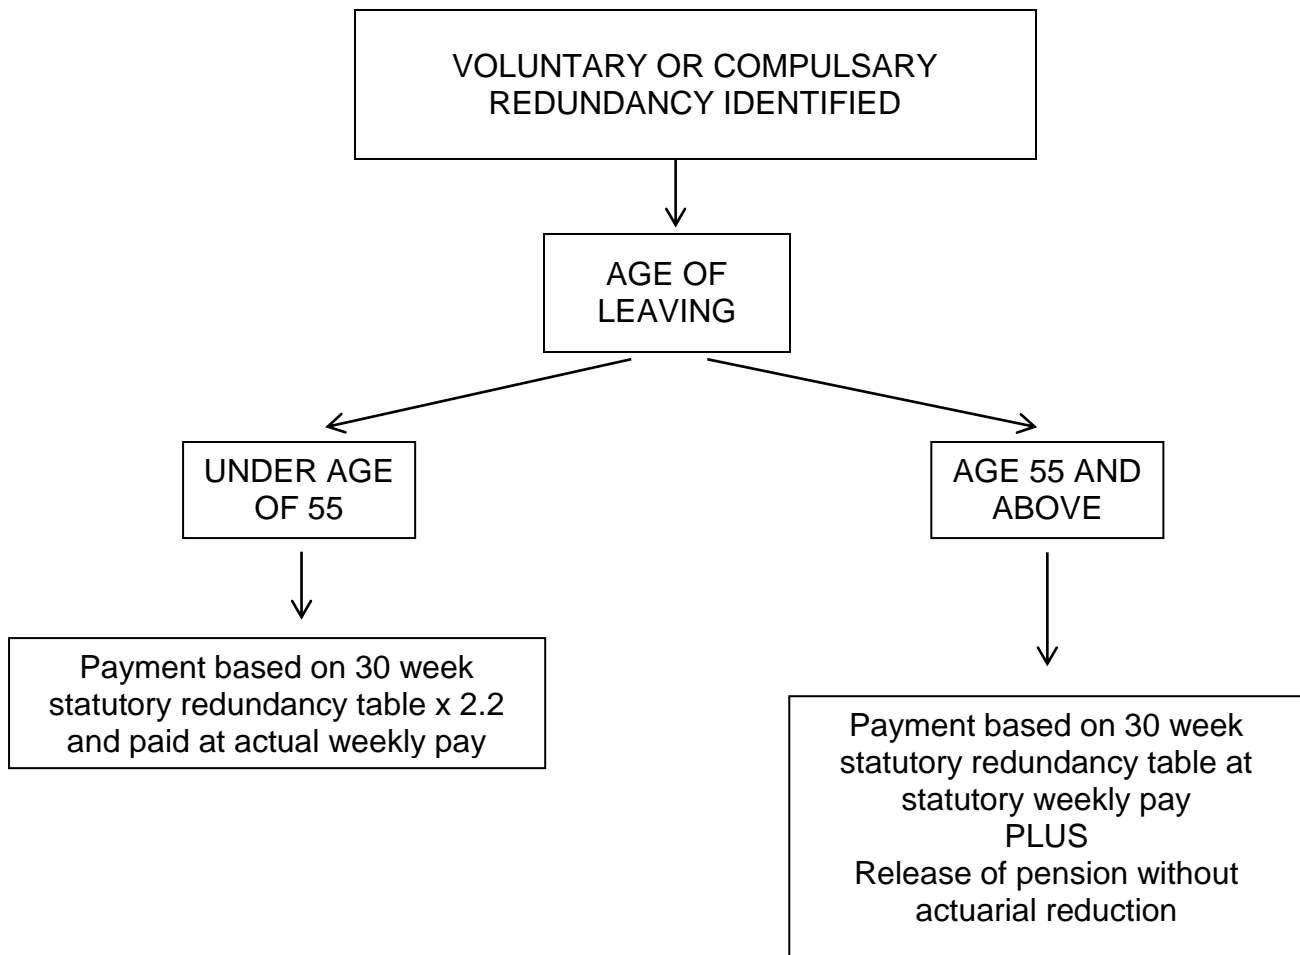 VOLUNTARY OR COMPULSARY
REDUNDANCY IDENTIFIED
AGE OF
LEAVING
UNDER AGE
OF 55
AGE 55 AND
ABOVE
Payment based on 30 week
statutory redundancy table x 2.2
and paid at actual weekly pay
Payment based on 30 week
statutory redundancy table at
statutory weekly pay
PLUS
Release of pension without
actuarial reduction